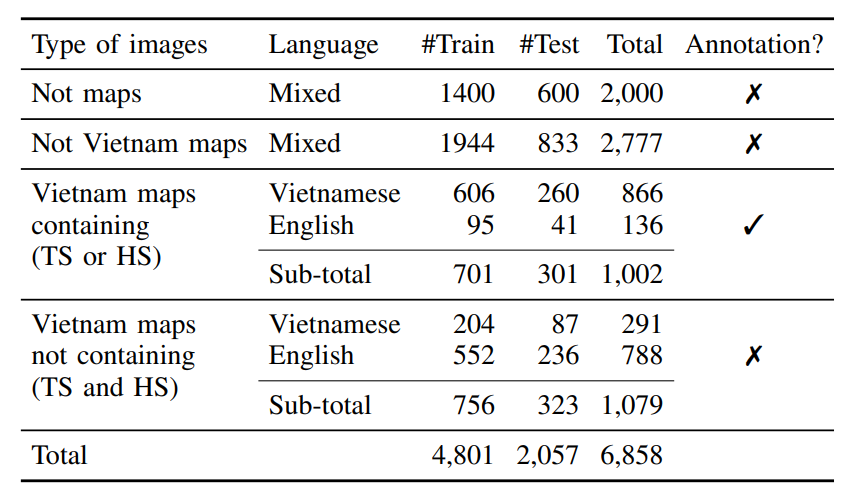 Type of images Language #Train #Test Total Annotation?
Not maps Mixed 1400 600 2,000 ✗
Not Vietnam maps Mixed 1944 833 2,777 ✗
Vietnam maps Vietnamese 606 260 866
containing English 95 41 136 ✓
(TS or HS)
Sub-total 701 301 1,002
Vietnam maps Vietnamese 204 87 291
not containing English 552 236 788 ✗
(TS and HS)
Sub-total 756 323 1,079
Total 4,801 2,057 6,858